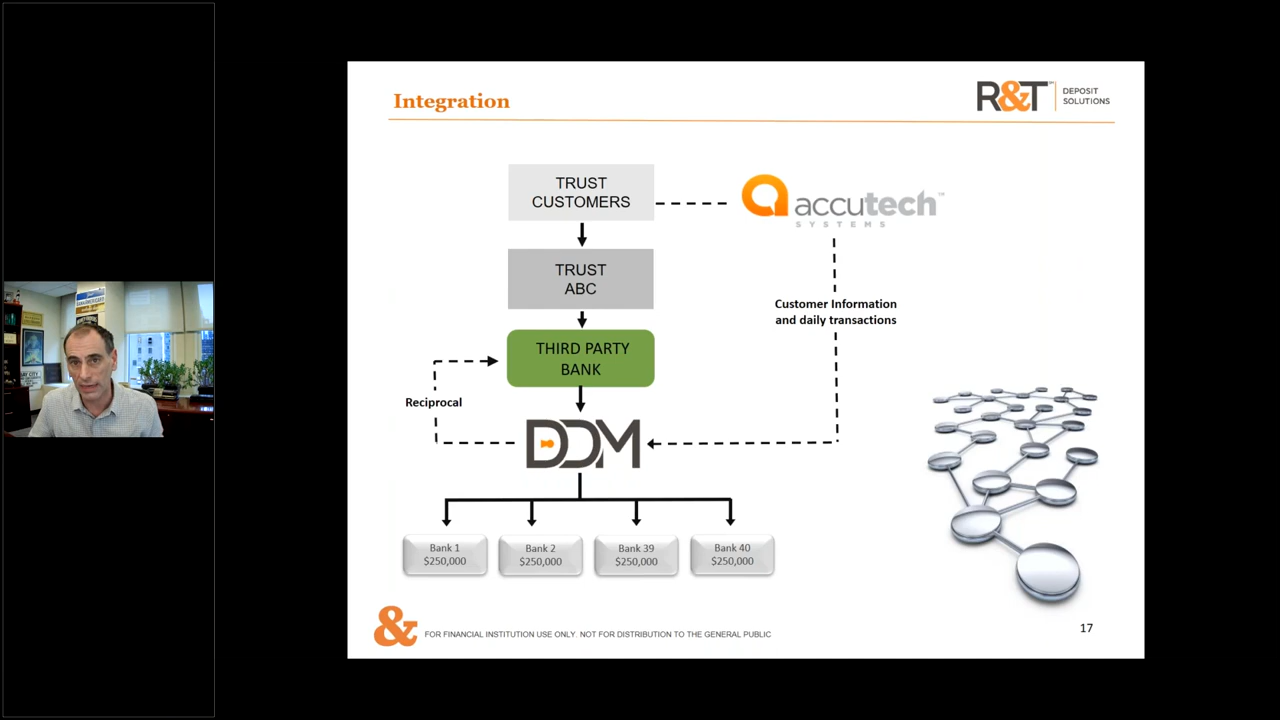 Integration
R&T
DEPOSIT
SOLUTIONS
TRUST
CUSTOMERS
accutech™
SYSTEMS
TRUST
ABC
Customer Information
and daily transactions
THIRD PARTY
BANK
Reciprocal
DDM
Bank 1
$250,000
Bank 2
$250,000
Bank 39
$250,000
Bank 40
$250,000
&
FOR FINANCIAL INSTITUTION USE ONLY. NOT FOR DISTRIBUTION TO THE GENERAL PUBLIC
17